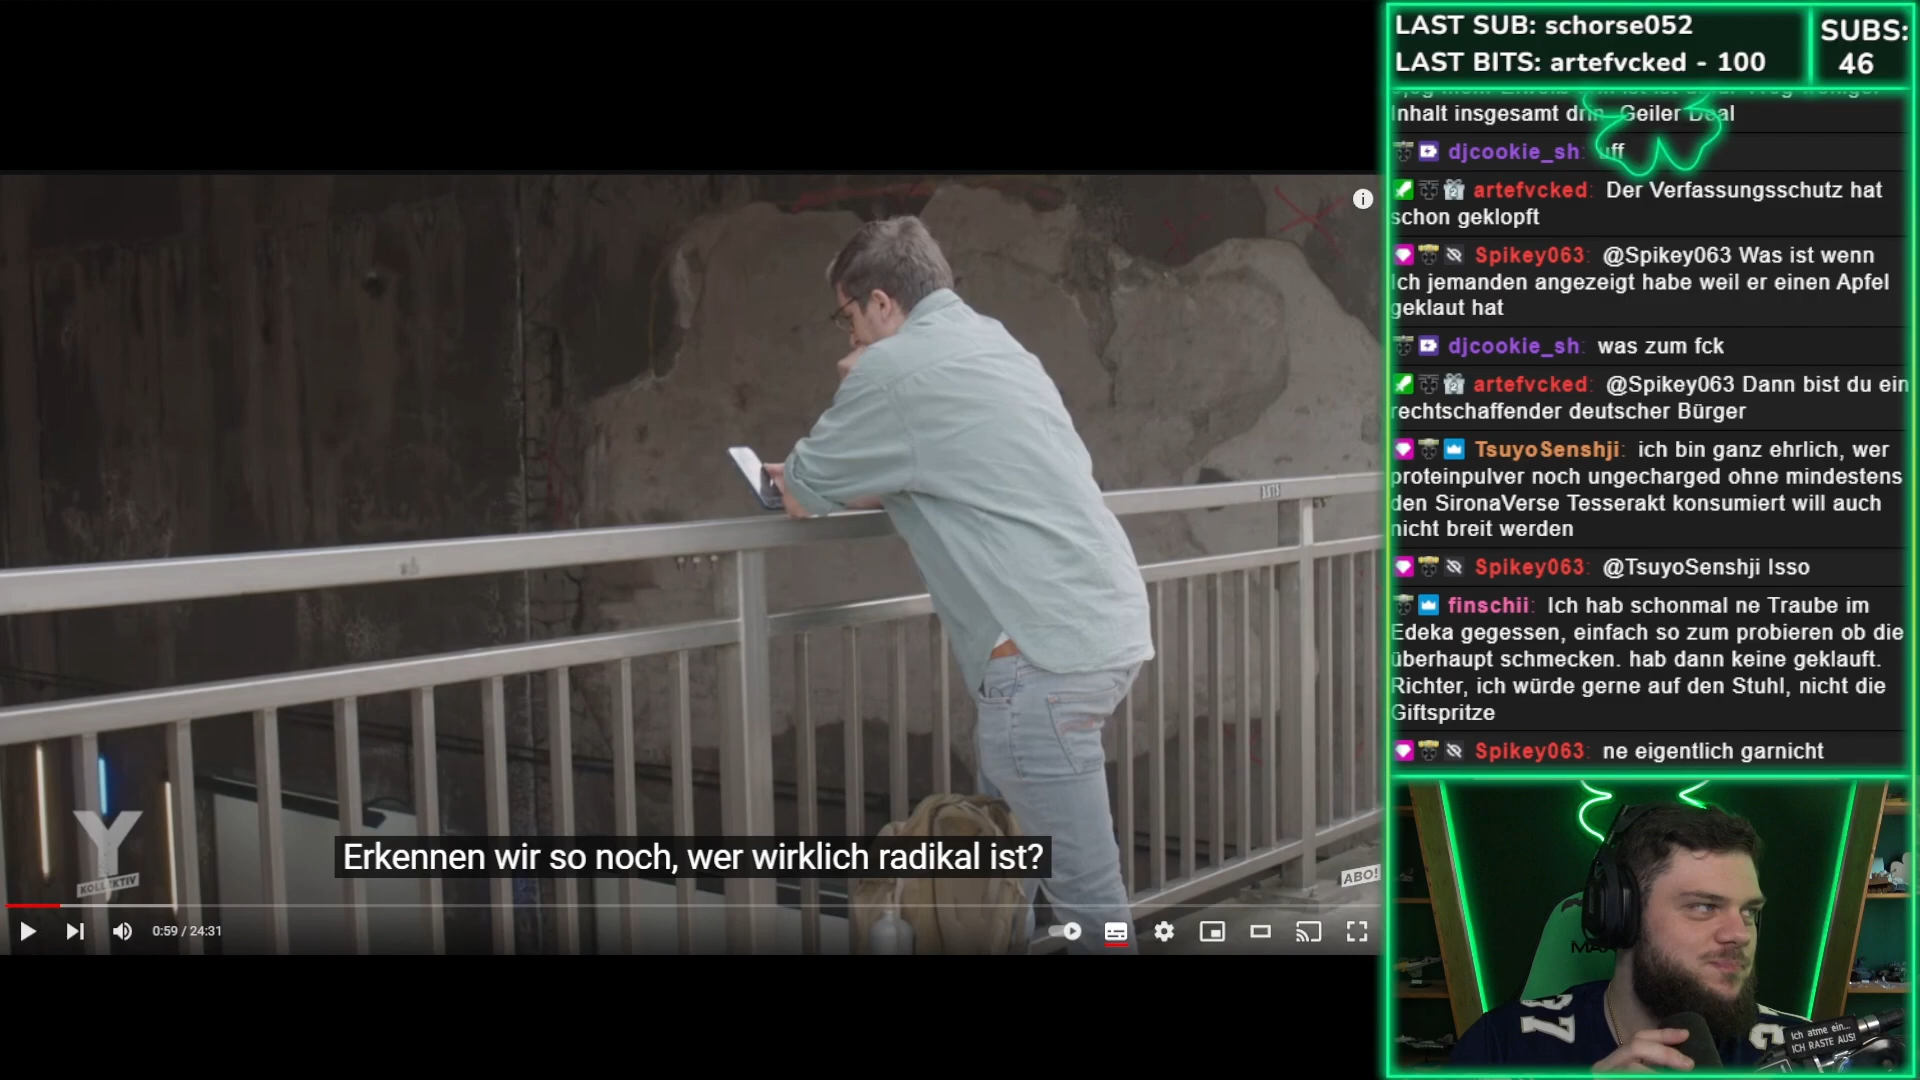 LAST SUB: schorse052
LAST BITS: artefvcked - 100
SUBS:
46
Inhalt insgesamt drin. Geiler Deal
djcookie_sh: uff
artefvcked: Der Verfassungsschutz hat
schon geklopft
Spikey063: @Spikey063 Was ist wenn
Ich jemanden angezeigt habe weil er einen Apfel
geklaut hat
djcookie_sh: was zum fck
artefvcked: @Spikey063 Dann bist du ein
rechtschaffender deutscher Bürger
TsuyoSenshji: ich bin ganz ehrlich, wer
proteinpulver noch ungecharged ohne mindestens
den SironaVerse Tesserakt konsumiert will auch
nicht breit werden
Spikey063: @TsuyoSenshji Isso
finschii: Ich hab schonmal ne Traube im
Edeka gegessen, einfach so zum probieren ob die
überhaupt schmecken. hab dann keine geklauft.
Richter, ich würde gerne auf den Stuhl, nicht die
Giftspritze
Spikey063: ne eigentlich garnicht
Y
KOLLEKTIV
Erkennen wir so noch, wer wirklich radikal ist?
ABO!
0:59 / 24:31
37
Ich atme ein...
ICH RASTE AUS!